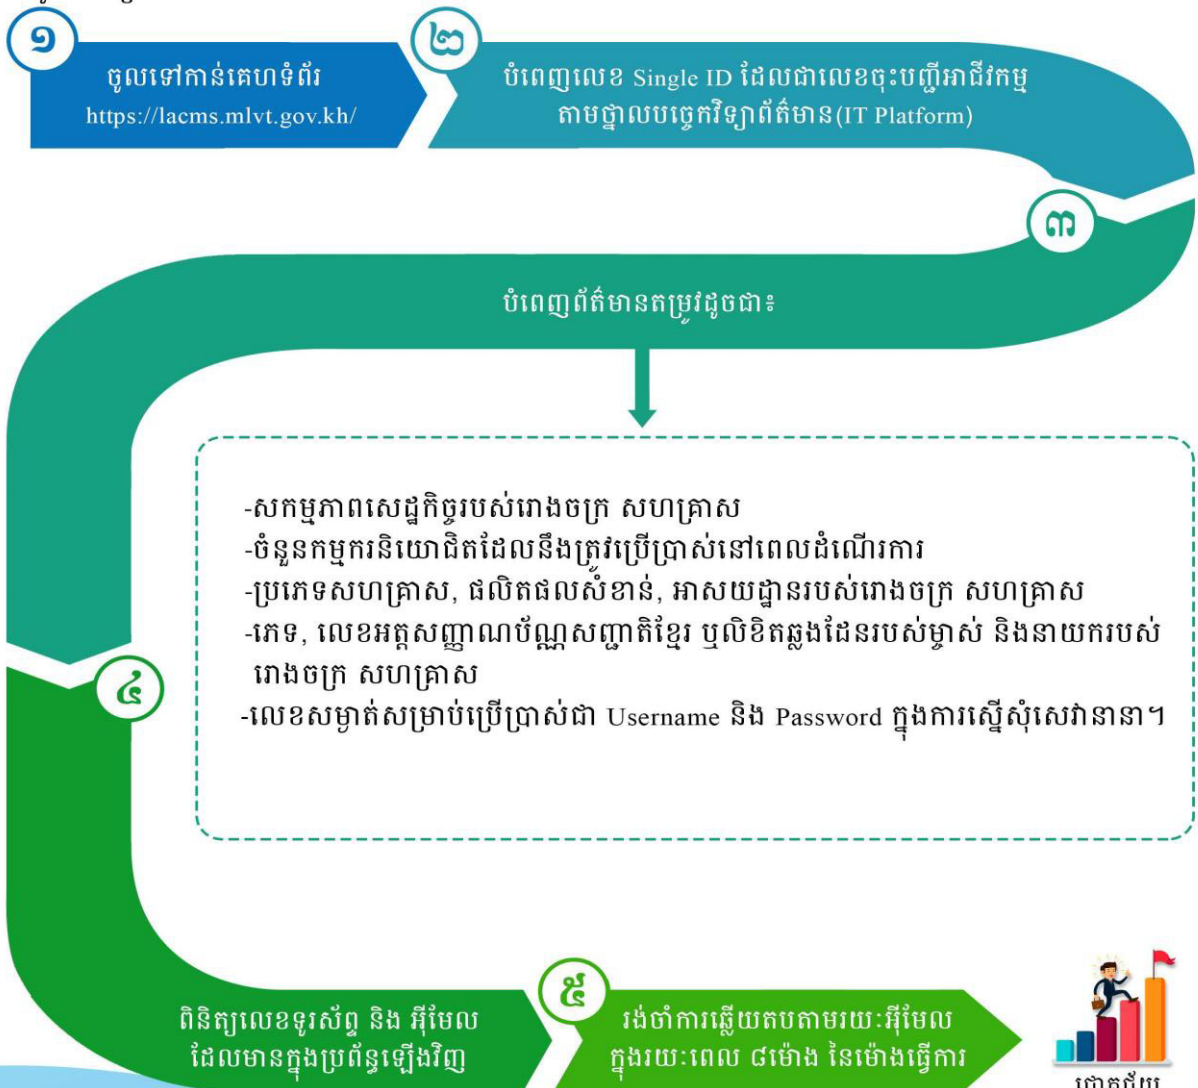 ១
ចូលទៅកាន់គេហទំព័រ
https://lacms.mlvt.gov.kh/
២
បំពេញលេខ Single ID ដែលជាលេខចុះបញ្ជីអាជីវកម្ម
តាមថ្នាលបច្ចេកវិទ្យាព័ត៌មាន(IT Platform)
៣
បំពេញព័ត៌មានតម្រូវដូចជា៖
-សកម្មភាពសេដ្ឋកិច្ចរបស់រោងចក្រ សហគ្រាស
-ចំនួនកម្មករនិយោជិតដែលនឹងត្រូវប្រើប្រាស់នៅពេលដំណើរការ
-ប្រភេទសហគ្រាស, ផលិតផលសំខាន់, អាសយដ្ឋានរបស់រោងចក្រ សហគ្រាស
-ភេទ, លេខអត្តសញ្ញាណប័ណ្ណសញ្ជាតិខ្មែរ ឬលិខិតឆ្លងដែនរបស់ម្ចាស់ និងនាយករបស់
រោងចក្រ សហគ្រាស
-លេខសម្ងាត់សម្រាប់ប្រើប្រាស់ជា Username និង Password ក្នុងការស្នើសុំសេវានានា។
៤
ពិនិត្យលេខទូរស័ព្ទ និង អ៊ីមែល
ដែលមានក្នុងប្រព័ន្ធឡើងវិញ
៥
រង់ចាំការឆ្លើយតបតាមរយៈអ៊ីមែល
ក្នុងរយៈពេល ៨ម៉ោង នៃម៉ោងធ្វើការ
ជោគជ័យ